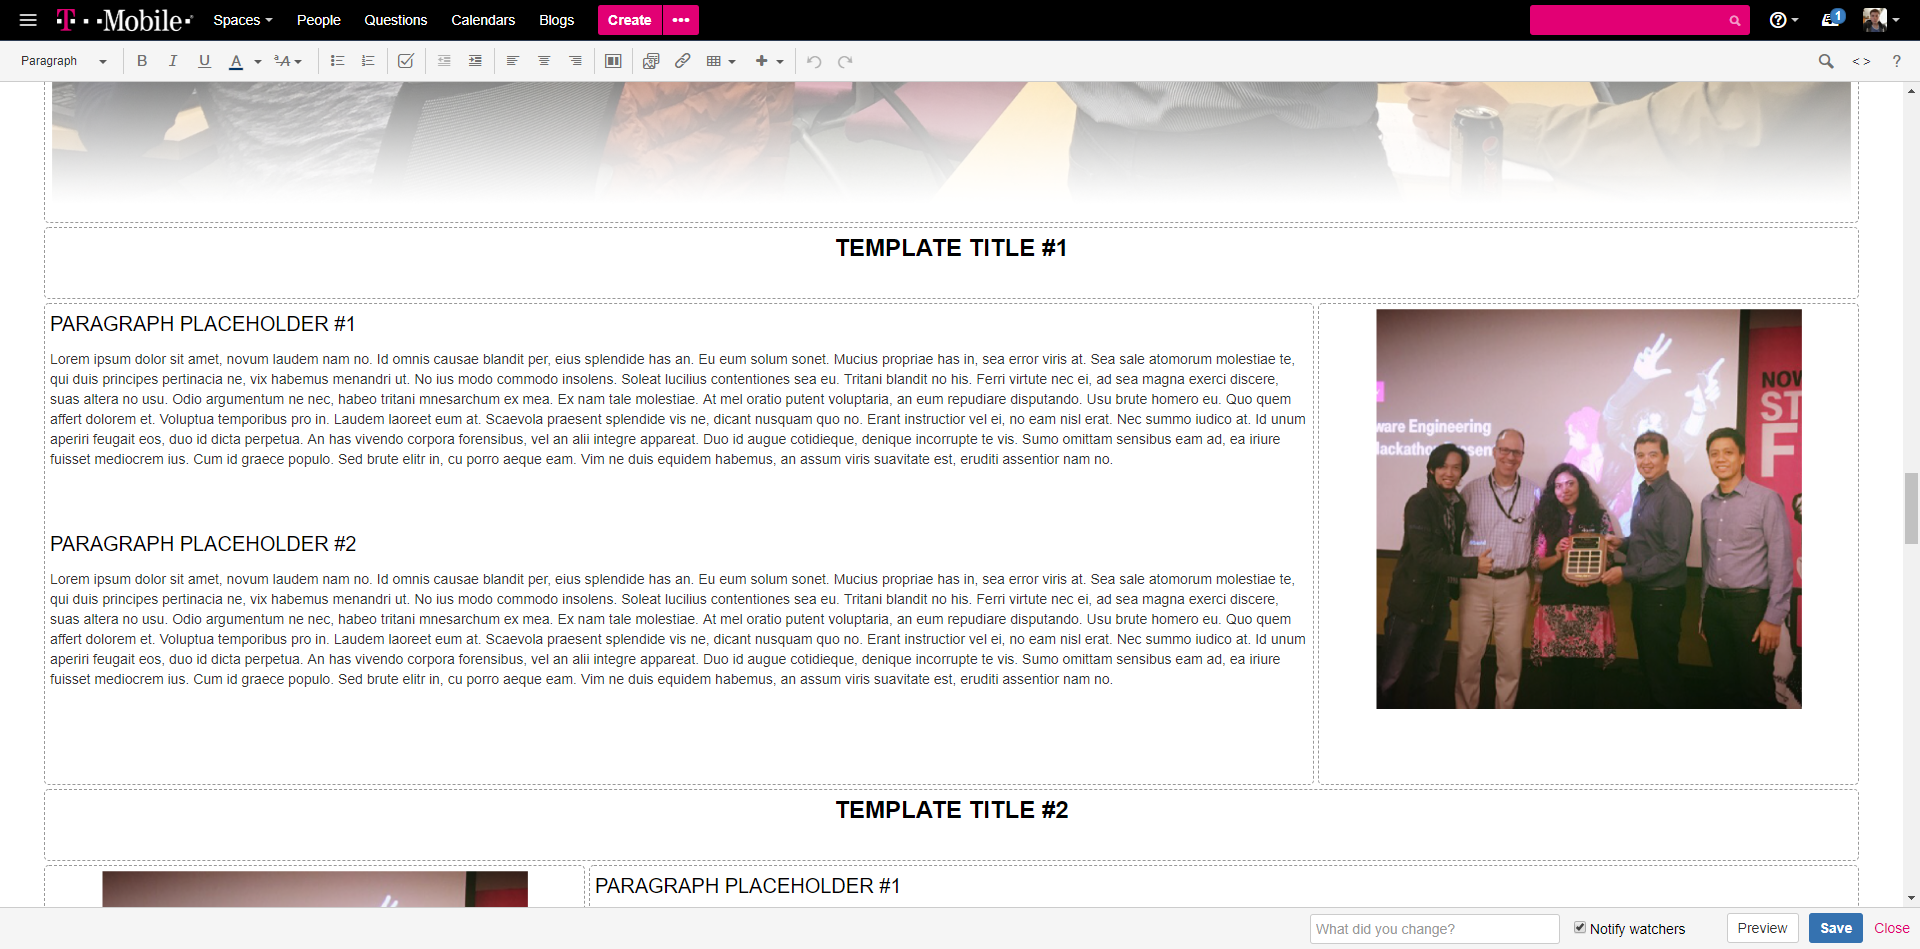 T··Mobile·
Spaces People Questions Calendars Blogs Create
1
Paragraph B I U A ªA < > ?
TEMPLATE TITLE #1
PARAGRAPH PLACEHOLDER #1
Lorem ipsum dolor sit amet, novum laudem nam no. Id omnis causae blandit per, eius splendide has an. Eu eum solum sonet. Mucius propriae has in, sea error viris at. Sea sale atomorum molestiae te,
qui duis principes pertinacia ne, vix habemus menandri ut. No ius modo commodo insolens. Soleat lucilius contentiones sea eu. Tritani blandit no his. Ferri virtute nec ei, ad sea magna exerci discere,
suas altera no usu. Odio argumentum ne nec, habeo tritani mnesarchum ex mea. Ex nam tale molestiae. At mel oratio putent voluptaria, an eum repudiare disputando. Usu brute homero eu. Quo quem
affert dolorem et. Voluptua temporibus pro in. Laudem laoreet eum at. Scaevola praesent splendide vis ne, dicant nusquam quo no. Erant instructior vel ei, no eam nisl erat. Nec summo iudico at. Id unum
aperiri feugait eos, duo id dicta perpetua. An has vivendo corpora forensibus, vel an alii integre appareat. Duo id augue cotidieque, denique incorrupte te vis. Sumo omittam sensibus eam ad, ea iriure
fuisset mediocrem ius. Cum id graece populo. Sed brute elitr in, cu porro aeque eam. Vim ne duis equidem habemus, an assum viris suavitate est, eruditi assentior nam no.
PARAGRAPH PLACEHOLDER #2
Lorem ipsum dolor sit amet, novum laudem nam no. Id omnis causae blandit per, eius splendide has an. Eu eum solum sonet. Mucius propriae has in, sea error viris at. Sea sale atomorum molestiae te,
qui duis principes pertinacia ne, vix habemus menandri ut. No ius modo commodo insolens. Soleat lucilius contentiones sea eu. Tritani blandit no his. Ferri virtute nec ei, ad sea magna exerci discere,
suas altera no usu. Odio argumentum ne nec, habeo tritani mnesarchum ex mea. Ex nam tale molestiae. At mel oratio putent voluptaria, an eum repudiare disputando. Usu brute homero eu. Quo quem
affert dolorem et. Voluptua temporibus pro in. Laudem laoreet eum at. Scaevola praesent splendide vis ne, dicant nusquam quo no. Erant instructior vel ei, no eam nisl erat. Nec summo iudico at. Id unum
aperiri feugait eos, duo id dicta perpetua. An has vivendo corpora forensibus, vel an alii integre appareat. Duo id augue cotidieque, denique incorrupte te vis. Sumo omittam sensibus eam ad, ea iriure
fuisset mediocrem ius. Cum id graece populo. Sed brute elitr in, cu porro aeque eam. Vim ne duis equidem habemus, an assum viris suavitate est, eruditi assentior nam no.
NOW
ST
F
ware Engineering
TEMPLATE TITLE #2
PARAGRAPH PLACEHOLDER #1
What did you change? Notify watchers Preview Save Close